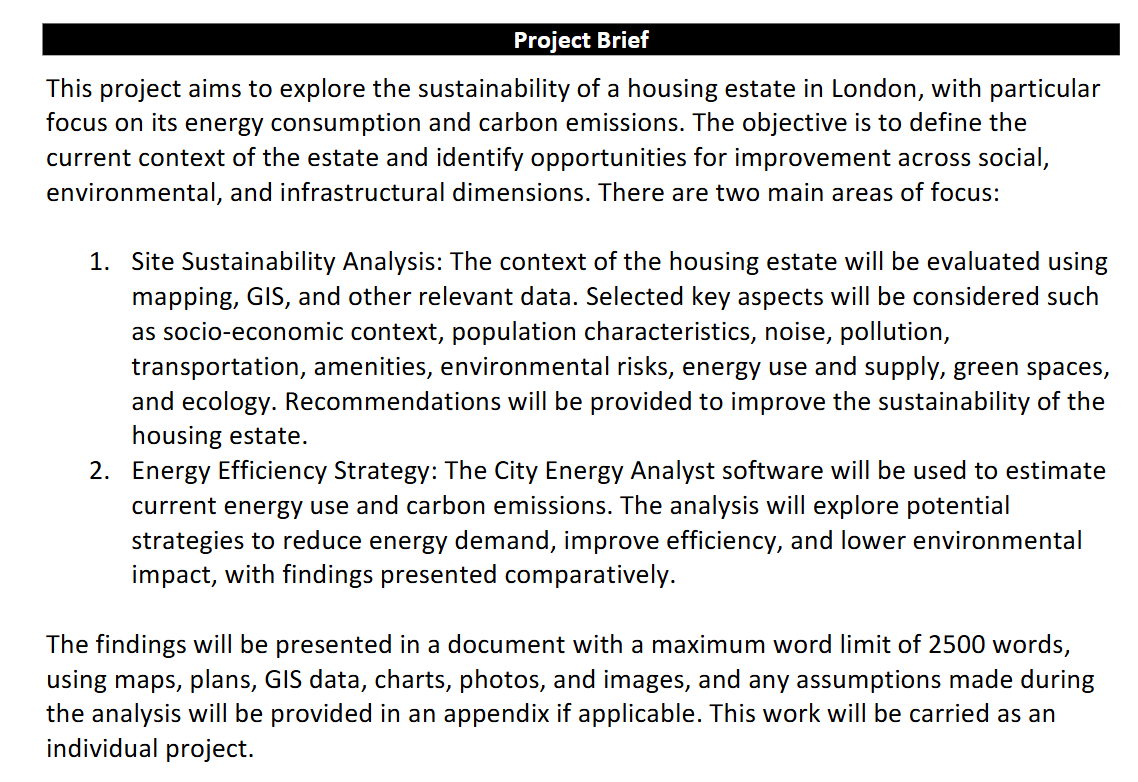 Project Brief
This project aims to explore the sustainability of a housing estate in London, with particular
focus on its energy consumption and carbon emissions. The objective is to define the
current context of the estate and identify opportunities for improvement across social,
environmental, and infrastructural dimensions. There are two main areas of focus:
1. Site Sustainability Analysis: The context of the housing estate will be evaluated using
mapping, GIS, and other relevant data. Selected key aspects will be considered such
as socio-economic context, population characteristics, noise, pollution,
transportation, amenities, environmental risks, energy use and supply, green spaces,
and ecology. Recommendations will be provided to improve the sustainability of the
housing estate.
2. Energy Efficiency Strategy: The City Energy Analyst software will be used to estimate
current energy use and carbon emissions. The analysis will explore potential
strategies to reduce energy demand, improve efficiency, and lower environmental
impact, with findings presented comparatively.
The findings will be presented in a document with a maximum word limit of 2500 words,
using maps, plans, GIS data, charts, photos, and images, and any assumptions made during
the analysis will be provided in an appendix if applicable. This work will be carried as an
individual project.